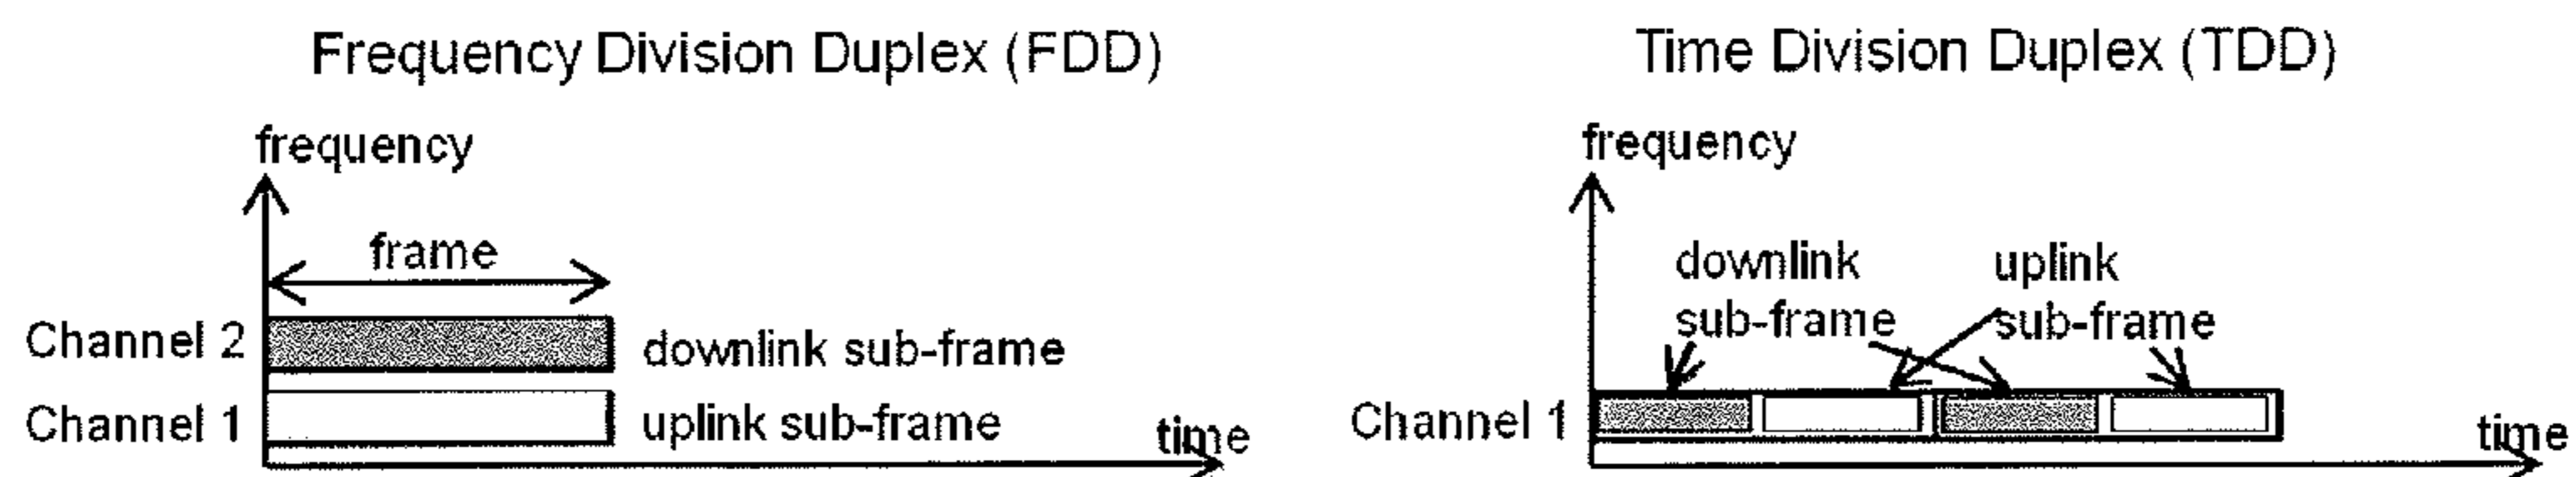 Frequency Division Duplex (FDD)
frequency
frame
Channel 2
downlink sub-frame
Channel 1
uplink sub-frame
time
Time Division Duplex (TDD)
frequency
downlink
sub-frame
uplink
sub-frame
Channel 1
time